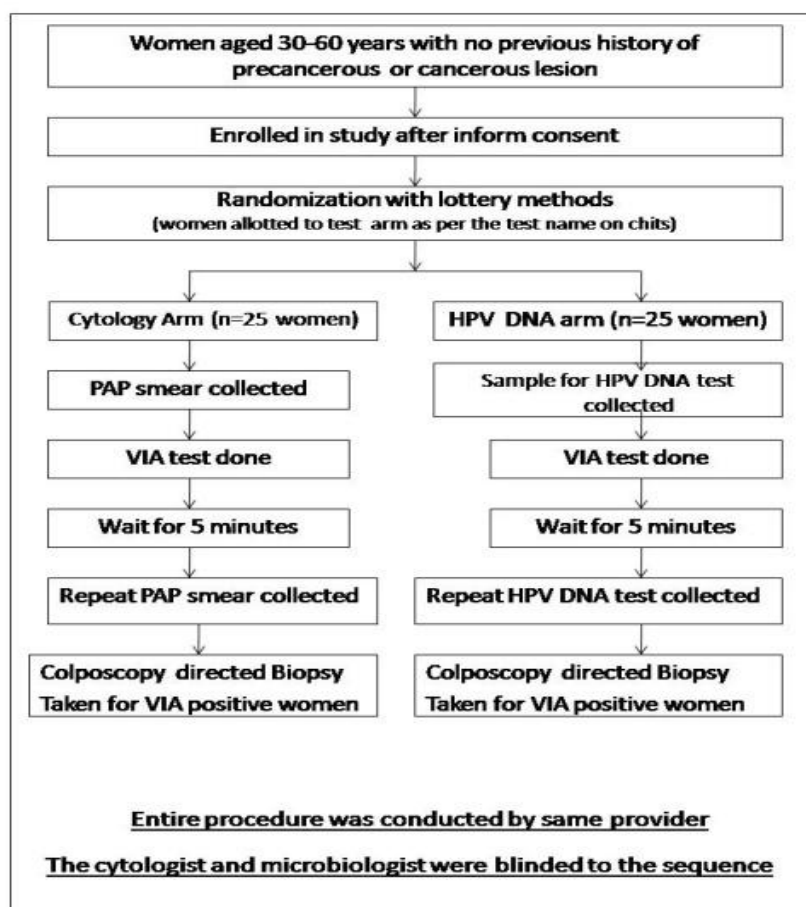 Women aged 30-60 years with no previous history of
precancerous or cancerous lesion
Enrolled in study after inform consent
Randomization with lottery methods
(women allotted to test arm as per the test name on chits)
Cytology Arm (n=25 women)
PAP smear collected
VIA test done
Wait for 5 minutes
Repeat PAP smear collected
Colposcopy directed Biopsy
Taken for VIA positive women
HPV DNA arm (n=25 women)
Sample for HPV DNA test
collected
VIA test done
Wait for 5 minutes
Repeat HPV DNA test collected
Colposcopy directed Biopsy
Taken for VIA positive women
Entire procedure was conducted by same provider
The cytologist and microbiologist were blinded to the sequence